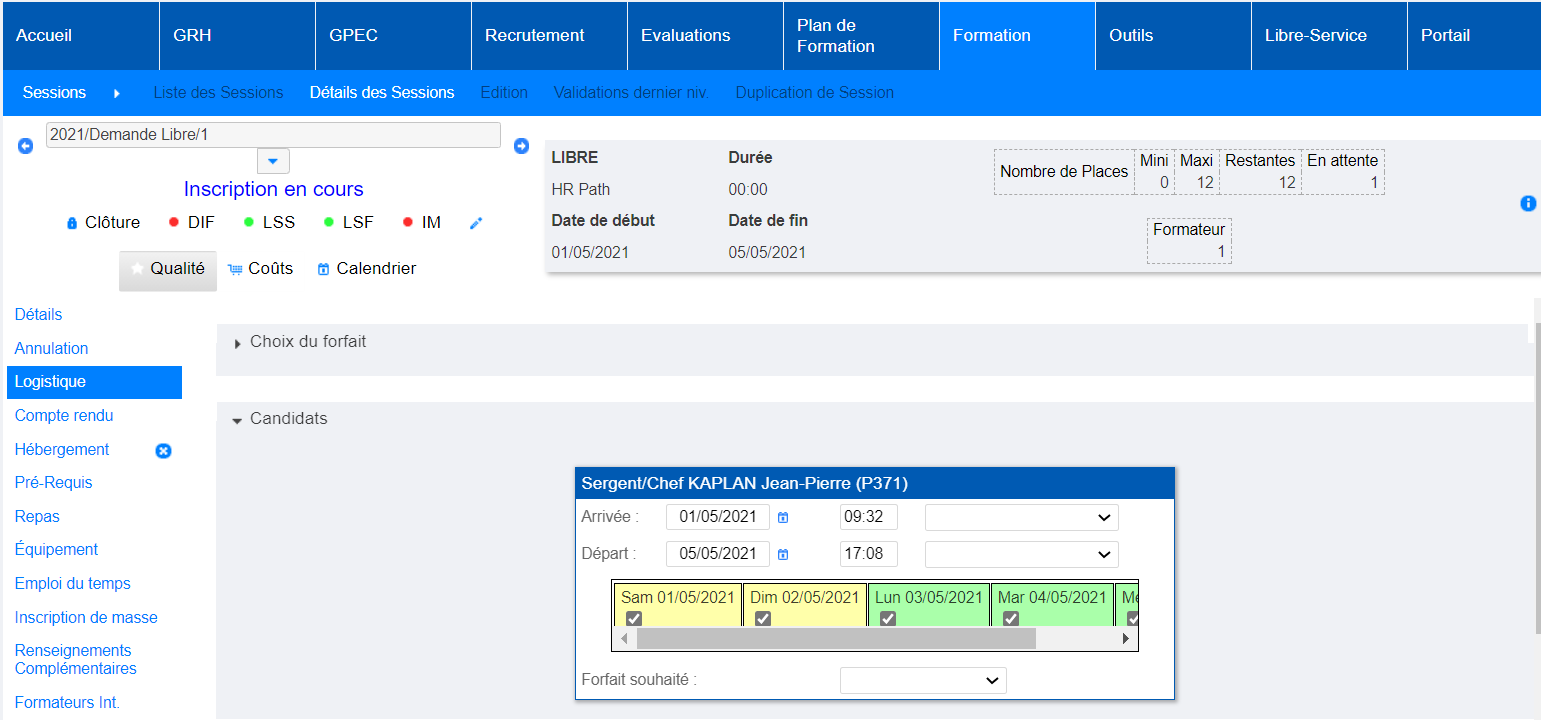 Accueil
GRH
GPEC
Recrutement
Evaluations
Plan de
Formation
Formation
Outils
Libre-Service
Portail
Sessions
Liste des Sessions
Détails des Sessions
Edition
Validations dernier niv.
Duplication de Session
2021/Demande Libre/1
Inscription en cours
Clôture
DIF
LSS
LSF
IM
Qualité
Coûts
Calendrier
LIBRE
Durée
HR Path
00:00
Date de début
Date de fin
01/05/2021
05/05/2021
Nombre de Places
Mini
Maxi
Restantes
En attente
0
12
12
1
Formateur
1
Détails
Annulation
Logistique
Compte rendu
Hébergement
Pré-Requis
Repas
Équipement
Emploi du temps
Inscription de masse
Renseignements
Complémentaires
Formateurs Int.
Choix du forfait
Candidats
Sergent/Chef KAPLAN Jean-Pierre (P371)
Arrivée :
01/05/2021
09:32
Départ :
05/05/2021
17:08
Sam 01/05/2021
Dim 02/05/2021
Lun 03/05/2021
Mar 04/05/2021
Forfait souhaité :